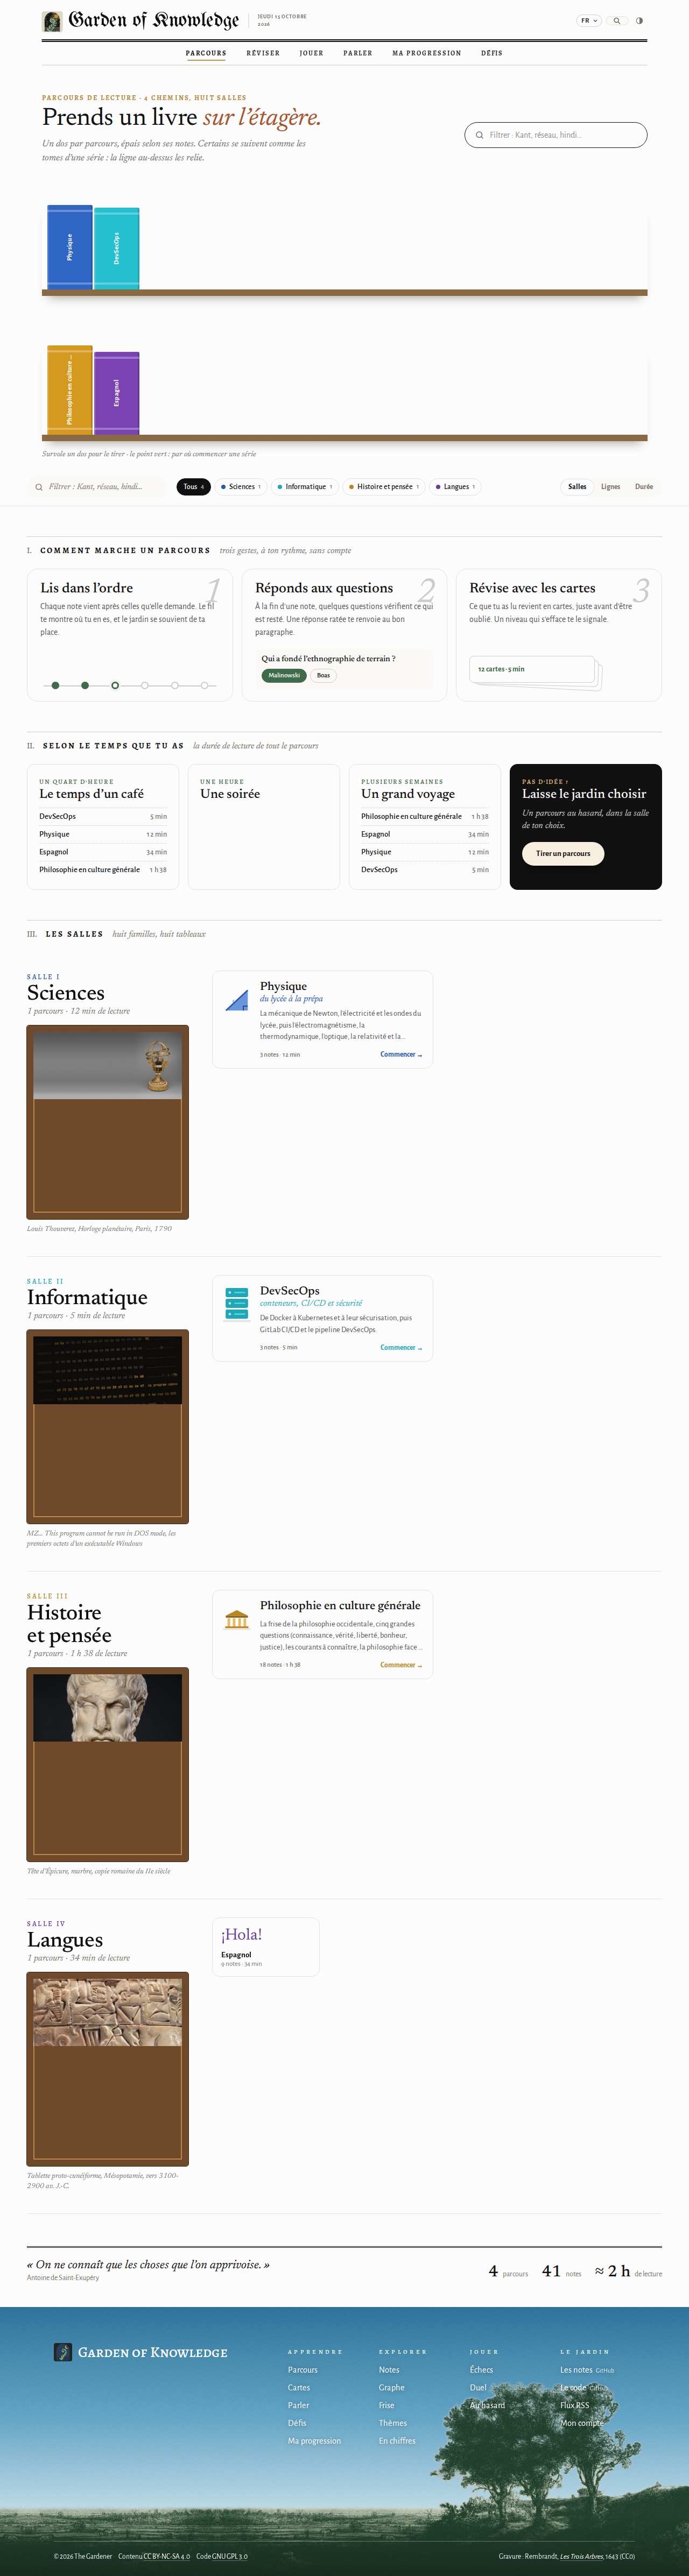 Garden of Knowledge
JEUDI 15 OCTOBRE
2026
FR
PARCOURS RÉVISER JOUER PARLER MA PROGRESSION DÉFIS
PARCOURS DE LECTURE · 4 CHEMINS, HUIT SALLES
Prends un livre sur l’étagère.
Un dos par parcours, épais selon ses notes. Certains se suivent comme les
tomes d’une série : la ligne au-dessus les relie.
Filtrer : Kant, réseau, hindi…
Physique
DevSecOps
Philosophie en culture …
Espagnol
Survole un dos pour le tirer · le point vert : par où commencer une série
Filtrer : Kant, réseau, hindi…
Tous 4
Sciences 1
Informatique 1
Histoire et pensée 1
Langues 1
Salles Lignes Durée
I. COMMENT MARCHE UN PARCOURS trois gestes, à ton rythme, sans compte
1
Lis dans l’ordre
Chaque note vient après celles qu’elle demande. Le fil
te montre où tu en es, et le jardin se souvient de ta
place.
2
Réponds aux questions
À la fin d’une note, quelques questions vérifient ce qui
est resté. Une réponse ratée te renvoie au bon
paragraphe.
Qui a fondé l’ethnographie de terrain ?
Malinowski Boas
3
Révise avec les cartes
Ce que tu as lu revient en cartes, juste avant d’être
oublié. Un niveau qui s’efface te le signale.
12 cartes · 5 min
II. SELON LE TEMPS QUE TU AS la durée de lecture de tout le parcours
UN QUART D’HEURE
Le temps d’un café
DevSecOps 5 min
Physique 12 min
Espagnol 34 min
Philosophie en culture générale 1 h 38
UNE HEURE
Une soirée
PLUSIEURS SEMAINES
Un grand voyage
Philosophie en culture générale 1 h 38
Espagnol 34 min
Physique 12 min
DevSecOps 5 min
PAS D’IDÉE ?
Laisse le jardin choisir
Un parcours au hasard, dans la salle
de ton choix.
Tirer un parcours
III. LES SALLES huit familles, huit tableaux
SALLE I
Sciences
1 parcours · 12 min de lecture
Louis Thouverez, Horloge planétaire, Paris, 1790
Physique
du lycée à la prépa
La mécanique de Newton, l’électricité et les ondes du
lycée, puis l’électromagnétisme, la
thermodynamique, l’optique, la relativité et la…
3 notes · 12 min Commencer →
SALLE II
Informatique
1 parcours · 5 min de lecture
MZ… This program cannot be run in DOS mode, les
premiers octets d’un exécutable Windows
DevSecOps
conteneurs, CI/CD et sécurité
De Docker à Kubernetes et à leur sécurisation, puis
GitLab CI/CD et le pipeline DevSecOps.
3 notes · 5 min Commencer →
SALLE III
Histoire
et pensée
1 parcours · 1 h 38 de lecture
Tête d’Épicure, marbre, copie romaine du IIe siècle
Philosophie en culture générale
La frise de la philosophie occidentale, cinq grandes
questions (connaissance, vérité, liberté, bonheur,
justice), les courants à connaître, la philosophie face …
18 notes · 1 h 38 Commencer →
SALLE IV
Langues
1 parcours · 34 min de lecture
Tablette proto-cunéiforme, Mésopotamie, vers 3100-
2900 av. J.-C.
¡Hola!
Espagnol
9 notes · 34 min
« On ne connaît que les choses que l’on apprivoise. »
Antoine de Saint-Exupéry
4 parcours 41 notes ≈ 2 h de lecture
GARDEN OF KNOWLEDGE
APPRENDRE
Parcours
Cartes
Parler
Défis
Ma progression
EXPLORER
Notes
Graphe
Frise
Thèmes
En chiffres
JOUER
Échecs
Duel
Au hasard
LE JARDIN
Les notes GitHub
Le code GitHub
Flux RSS
Mon compte
© 2026 The Gardener Contenu CC BY-NC-SA 4.0 Code GNU GPL 3.0
Gravure : Rembrandt, Les Trois Arbres, 1643 (CC0)